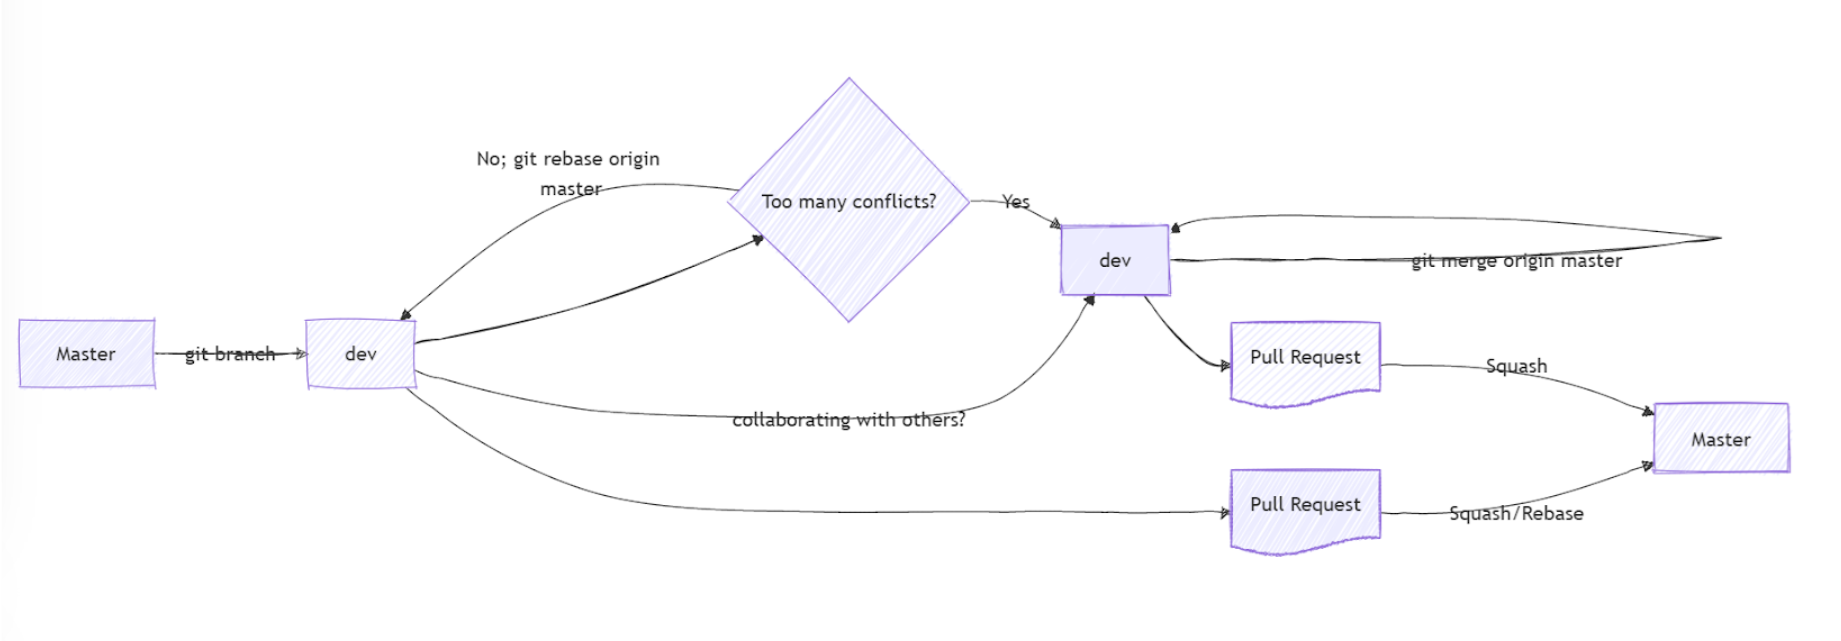 No; git rebase origin
master
Too many conflicts?
Yes
dev
git merge origin master
Master
git branch
dev
Pull Request
Squash
collaborating with others?
Master
Pull Request
Squash/Rebase